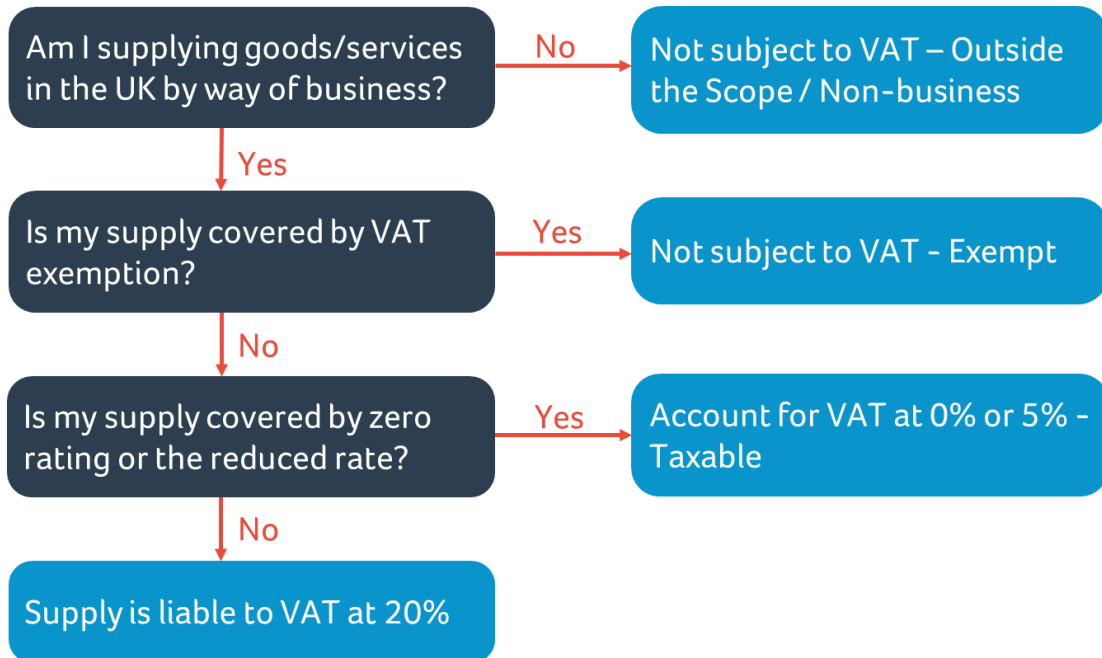 Am I supplying goods/services
in the UK by way of business?
No
Not subject to VAT – Outside
the Scope / Non-business
Yes
Is my supply covered by VAT
exemption?
Yes
Not subject to VAT - Exempt
No
Is my supply covered by zero
rating or the reduced rate?
Yes
Account for VAT at 0% or 5% -
Taxable
No
Supply is liable to VAT at 20%